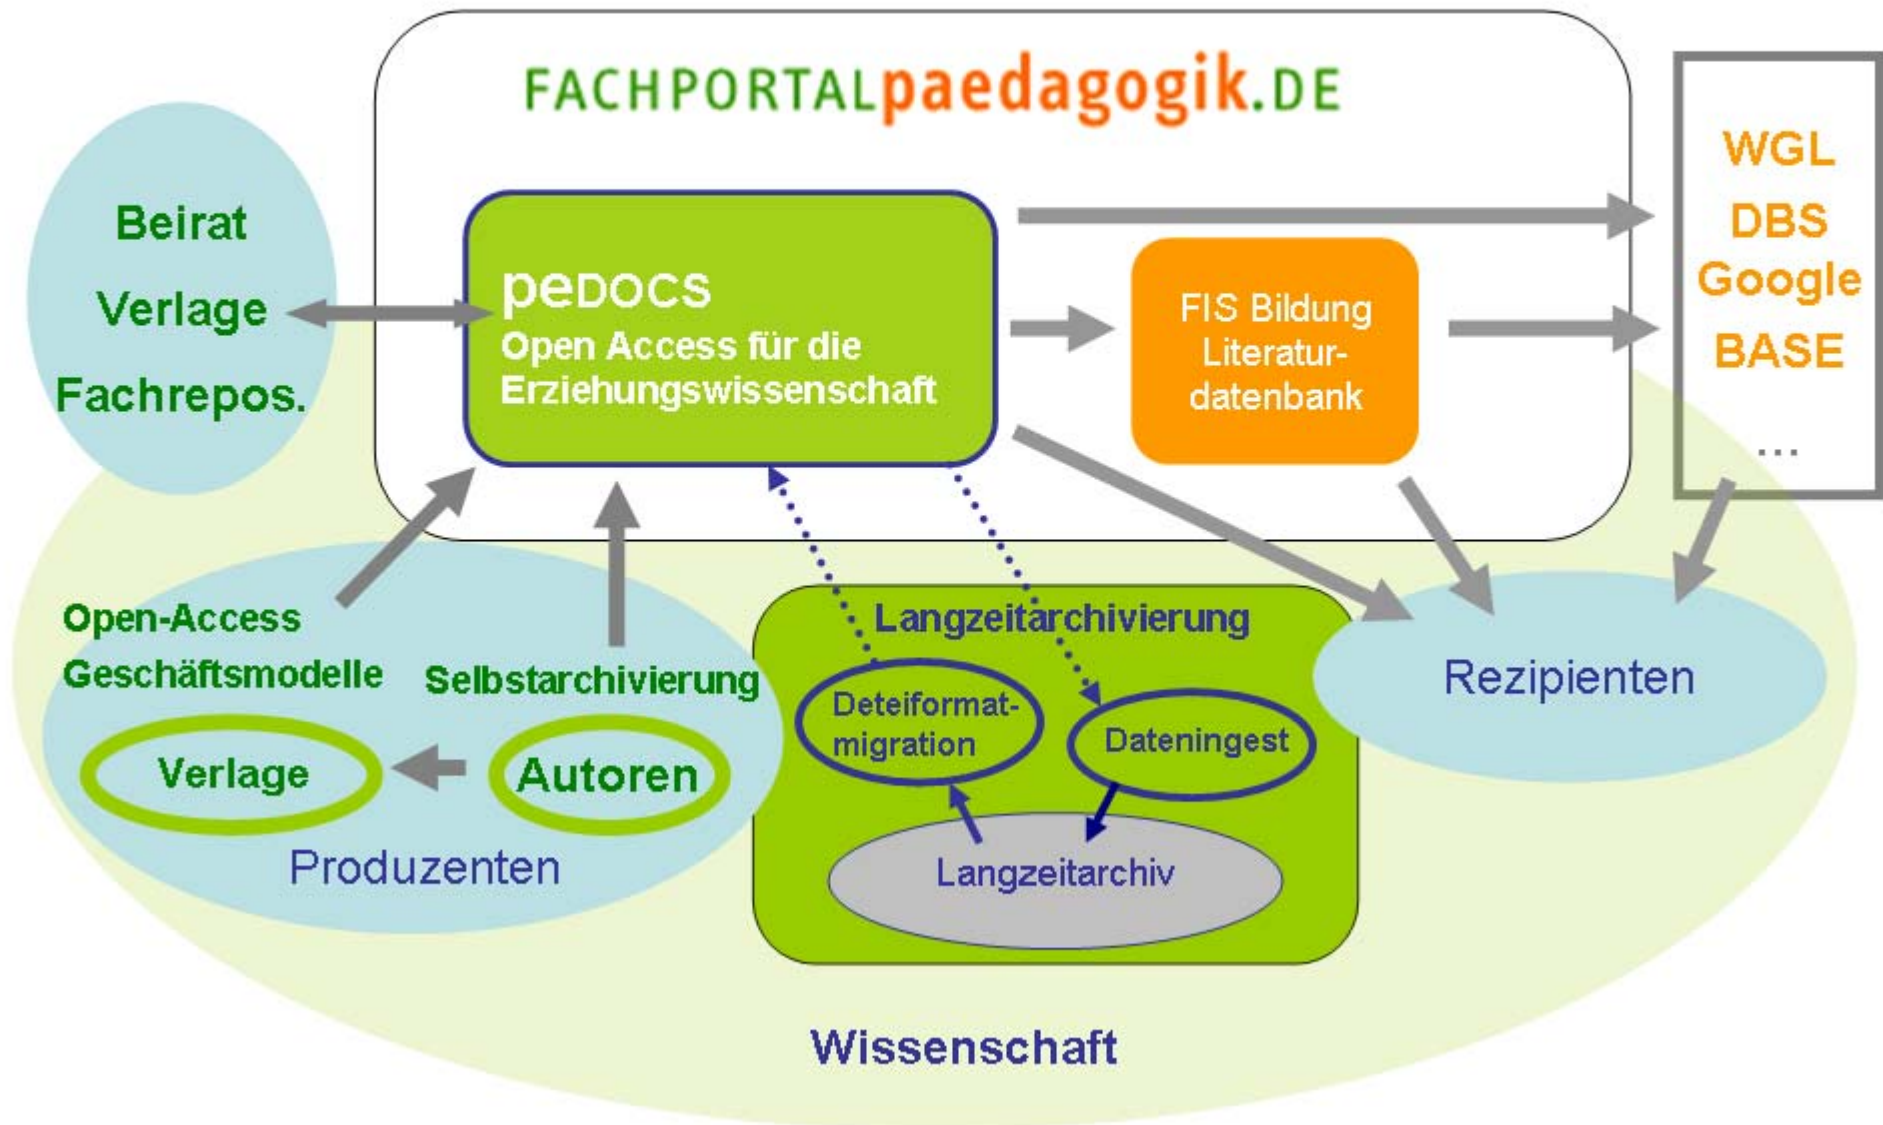 FACHPORTALpaedagogik.DE
Beirat
Verlage
Fachrepos.
peDOCS
Open Access für die
Erziehungswissenschaft
FIS Bildung
Literatur-
datenbank
WGL
DBS
Google
BASE
...
Open-Access
Geschäftsmodelle
Selbstarchivierung
Verlage
Autoren
Produzenten
Langzeitarchivierung
Deteiformat-
migration
Dateningest
Langzeitarchiv
Rezipienten
Wissenschaft